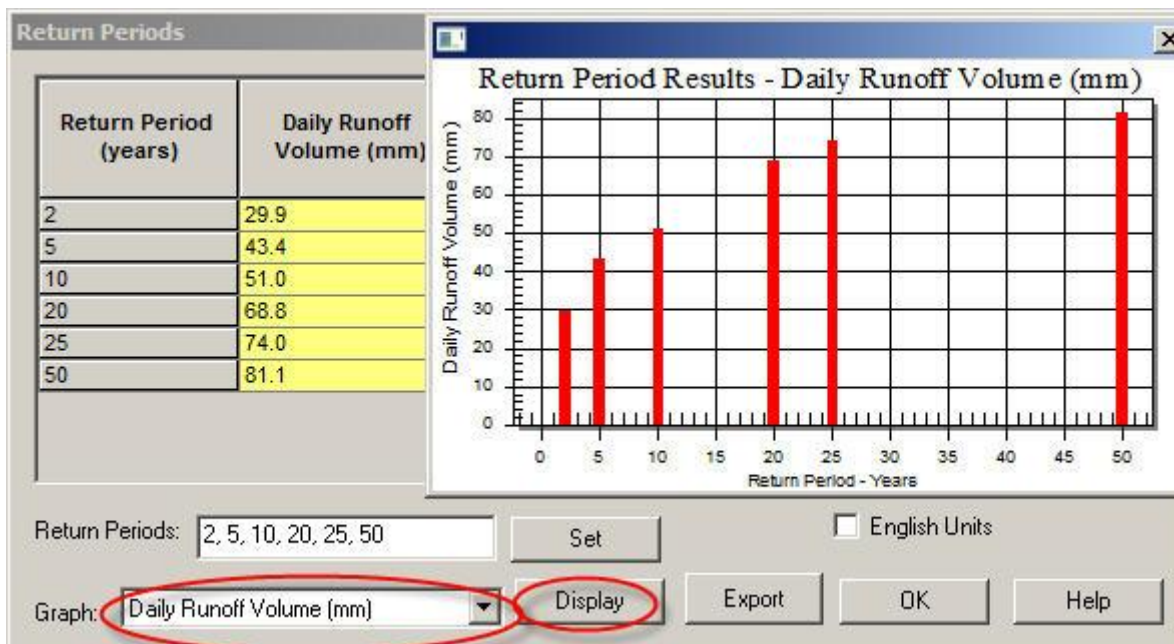 Return Periods
Return Period (years)
Daily Runoff Volume (mm)
2 29.9
5 43.4
10 51.0
20 68.8
25 74.0
50 81.1
Return Period Results - Daily Runoff Volume (mm)
Daily Runoff Volume (mm)
80
70
60
50
40
30
20
10
0
0 5 10 15 20 25 30 35 40 45 50
Return Period - Years
Return Periods: 2, 5, 10, 20, 25, 50 Set English Units
Graph: Daily Runoff Volume (mm) Display Export OK Help